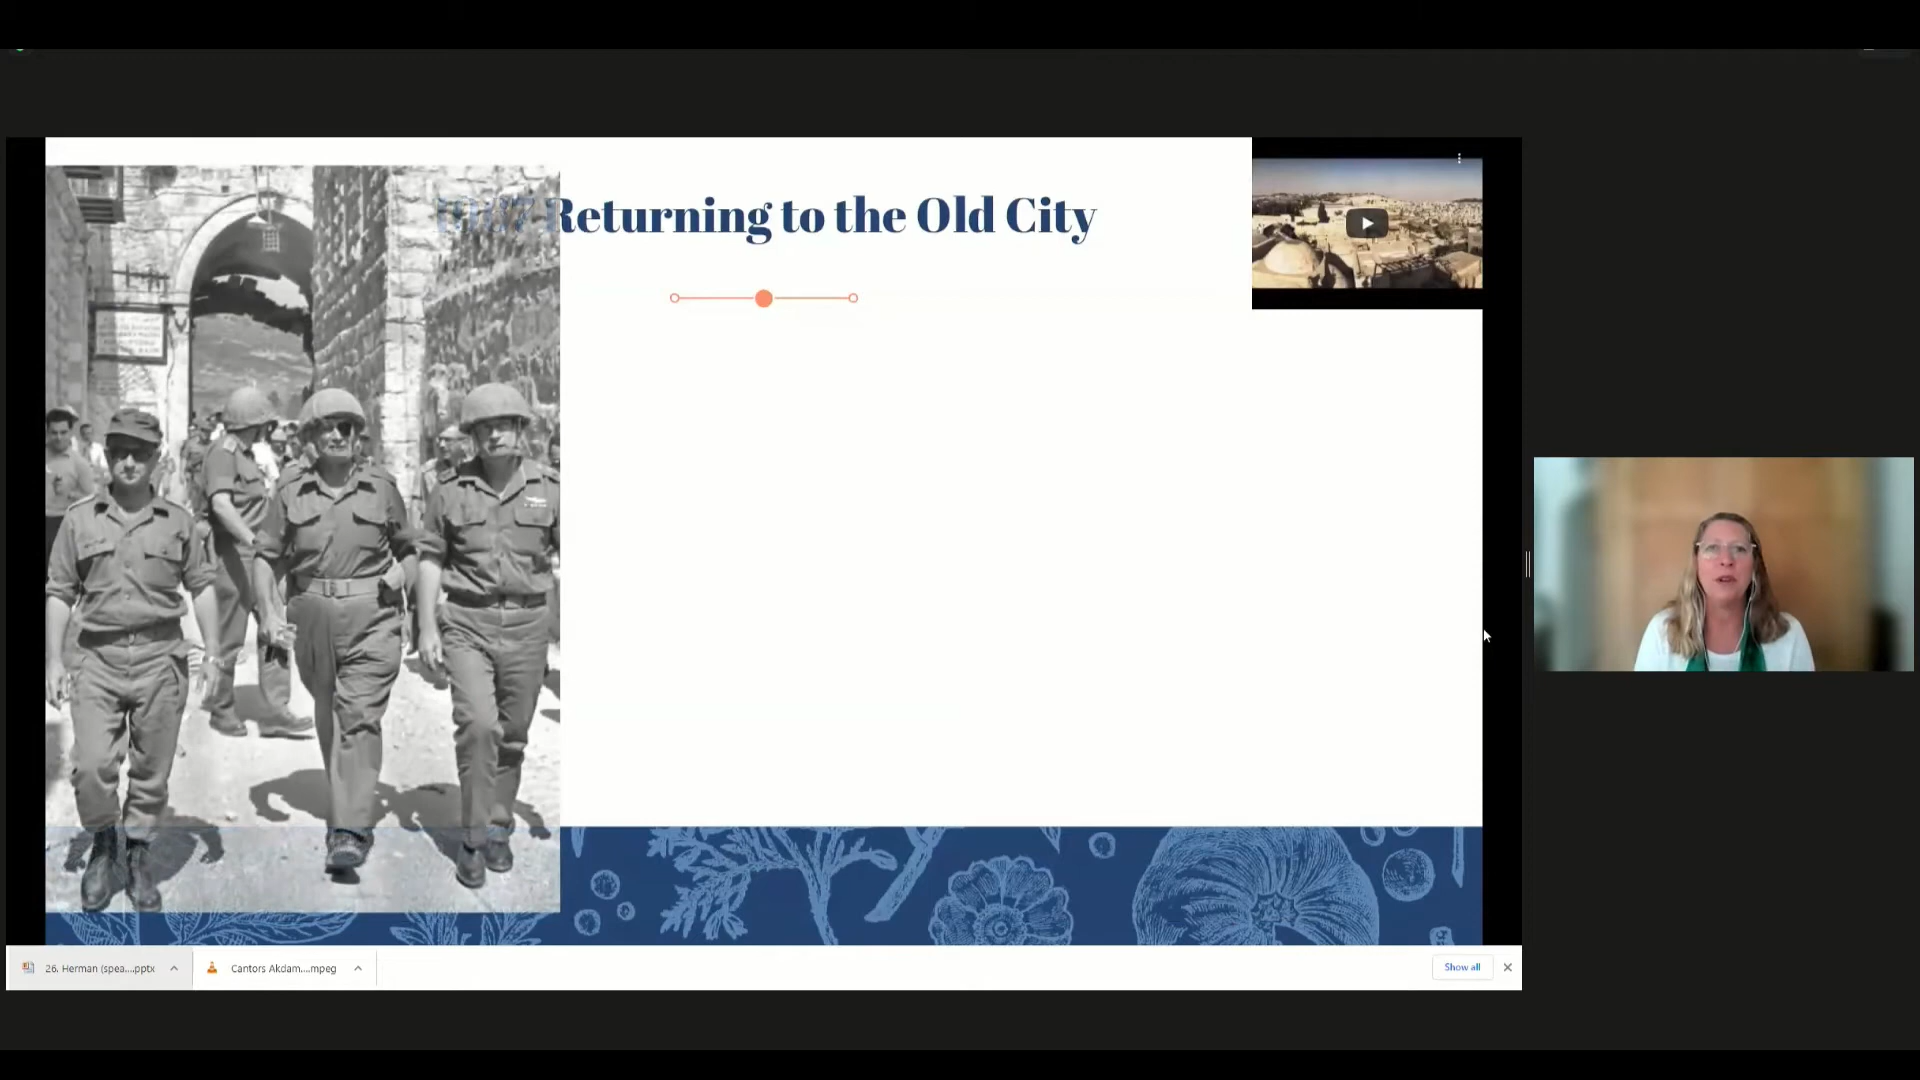 Returning to the Old City
26. Herman (spea....pptx
Cantors Akdam....mpeg
Show all